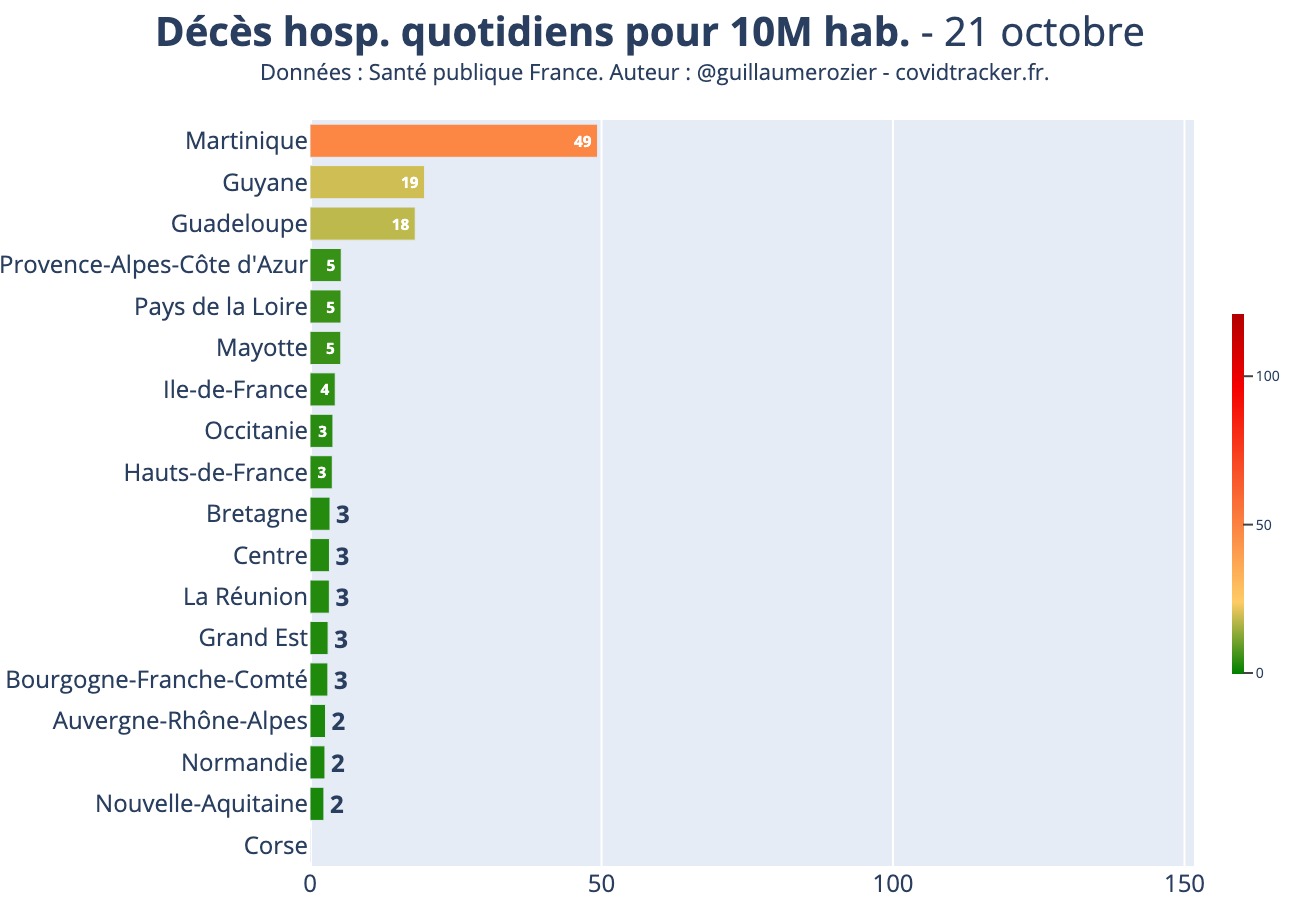 Décès hosp. quotidiens pour 10M hab. - 21 octobre
Données : Santé publique France. Auteur : @guillaumerozier - covidtracker.fr.
Martinique 49
Guyane 19
Guadeloupe 18
Provence-Alpes-Côte d'Azur 5
Pays de la Loire 5
Mayotte 5
Ile-de-France 4
Occitanie 3
Hauts-de-France 3
Bretagne 3
Centre 3
La Réunion 3
Grand Est 3
Bourgogne-Franche-Comté 3
Auvergne-Rhône-Alpes 2
Normandie 2
Nouvelle-Aquitaine 2
Corse
0 50 100 150
100
50
0